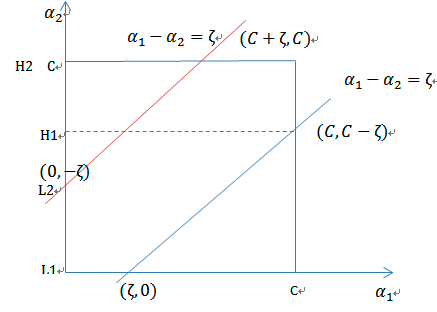 α₂
α₁ − α₂ = ζ
(C + ζ, C)
H2 C
α₁ − α₂ = ζ
H1
(C, C − ζ)
(0, −ζ)
L2
L1
(ζ, 0)
C
α₁